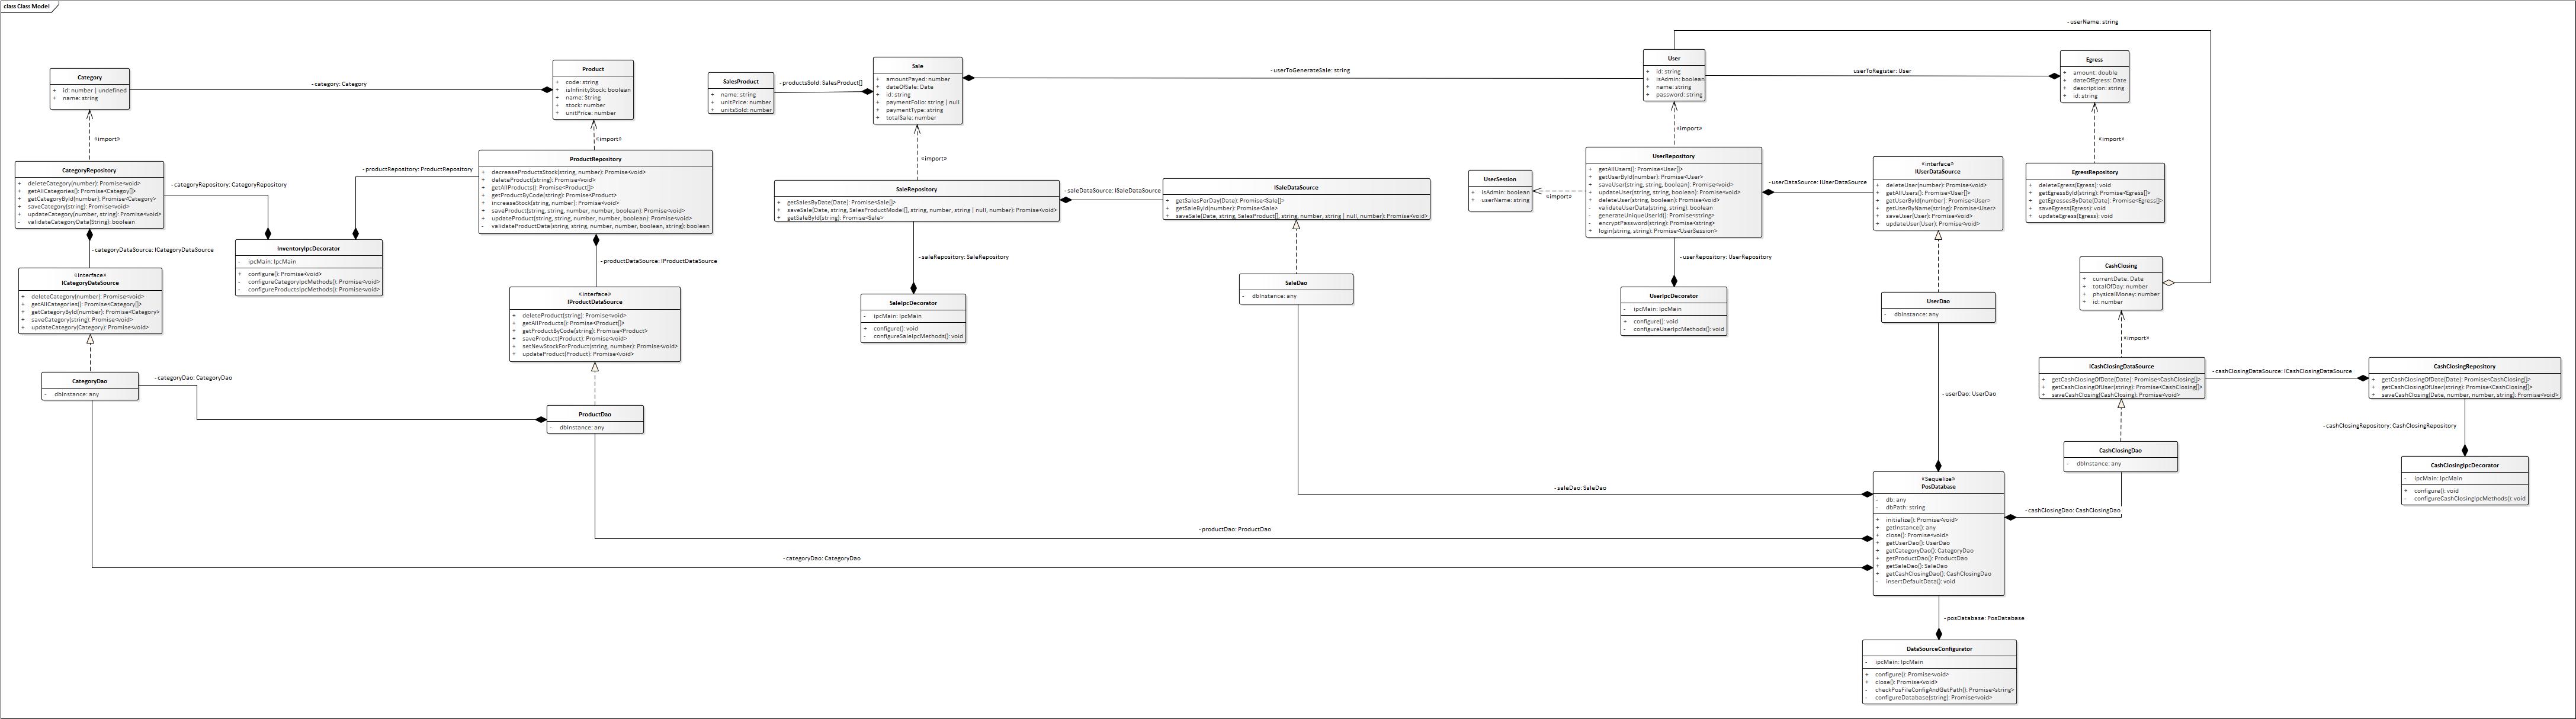 class Class Model
- userName: string
Category
+ id: number | undefined
+ name: string
- category: Category
Product
+ code: string
+ isInfinityStock: boolean
+ name: String
+ stock: number
+ unitPrice: number
SalesProduct
+ name: string
+ unitPrice: number
+ unitsSold: number
- productsSold: SalesProduct[]
Sale
+ amountPayed: number
+ dateOfSale: Date
+ id: string
+ paymentFolio: string | null
+ paymentType: string
+ totalSale: number
- userToGenerateSale: string
User
+ id: string
+ isAdmin: boolean
+ name: string
+ password: string
userToRegister: User
Egress
+ amount: double
+ dateOfEgress: Date
+ description: string
+ id: string
«import»
«import»
«import»
«import»
«import»
CategoryRepository
+ deleteCategory(number): Promise<void>
+ getAllCategories(): Promise<Categoy[]>
+ getCategoryById(number): Promise<Category>
+ saveCategory(string): Promise<void>
+ updateCategory(number, string): Promise<void>
- validateCategoryData(String): boolean
- categoryRepository: CategoryRepository
- productRepository: ProductRepository
ProductRepository
+ decreaseProductsStock(string, number): Promise<void>
+ deleteProduct(string): Promise<void>
+ getAllProducts(): Promise<Product[]>
+ getProductByCode(string): Promise<Product>
+ increaseStock(string, number): Promise<void>
+ saveProduct(string, string, number, number, boolean): Promise<void>
+ updateProduct(string, string, number, number, boolean): Promise<void>
- validateProductData(string, string, number, number, boolean, string): boolean
SaleRepository
+ getSalesByDate(Date): Promise<Sale[]>
+ saveSale(Date, string, SalesProductModel[], string, number, string | null, number): Promise<void>
+ getSaleById(string): Promise<Sale>
- saleDataSource: ISaleDataSource
ISaleDataSource
+ getSalesPerDay(Date): Promise<Sale[]>
+ getSaleById(number): Promise<Sale>
+ saveSale(Date, string, SalesProduct[], string, number, string | null, number): Promise<void>
UserSession
+ isAdmin: boolean
+ userName: string
«import»
UserRepository
+ getAllUsers(): Promise<User[]>
+ getUserById(number): Promise<User>
+ saveUser(string, string, boolean): Promise<void>
+ updateUser(string, string, boolean): Promise<void>
+ deleteUser(number): Promise<void>
- validateUserData(string, string): boolean
- generateUniqueUserId(): Promise<string>
- encryptPassword(string): Promise<string>
+ login(string, string): Promise<UserSession>
- userDataSource: IUserDataSource
«interface»
IUserDataSource
+ deleteUser(number): Promise<void>
+ getAllUsers(): Promise<User[]>
+ getUserById(number): Promise<User>
+ getUserByName(string): Promise<User>
+ saveUser(User): Promise<void>
+ updateUser(User): Promise<void>
EgressRepository
+ deleteEgress(Egress): void
+ getEgressById(string): Promise<Egress[]>
+ getEgressesByDate(Date): Promise<Egress[]>
+ saveEgress(Egress): void
+ updateEgress(Egress): void
- categoryDataSource: ICategoryDataSource
InventoryIpcDecorator
- ipcMain: IpcMain
+ configure(): Promise<void>
- configureCategoryIpcMethods(): Promise<void>
- configureProductsIpcMethods(): Promise<void>
- productDataSource: IProductDataSource
- saleRepository: SaleRepository
- userRepository: UserRepository
«interface»
ICategoryDataSource
+ deleteCategory(number): Promise<void>
+ getAllCategories(): Promise<Category[]>
+ getCategoryById(number): Promise<Category>
+ saveCategory(string): Promise<void>
+ updateCategory(Category): Promise<void>
«interface»
IProductDataSource
+ deleteProduct(string): Promise<void>
+ getAllProducts(): Promise<Product[]>
+ getProductByCode(string): Promise<Product>
+ saveProduct(string): Promise<void>
+ setNewStockForProduct(string, number): Promise<void>
+ updateProduct(Product): Promise<void>
SaleIpcDecorator
- ipcMain: IpcMain
+ configure(): void
- configureSaleIpcMethods(): void
SaleDao
- dbInstance: any
UserIpcDecorator
- ipcMain: IpcMain
+ configure(): void
- configureUserIpcMethods(): void
UserDao
- dbInstance: any
CashClosing
+ currentDate: Date
+ totalOfDay: number
+ physicalMoney: number
+ id: number
«import»
CategoryDao
- dbInstance: any
- categoryDao: CategoryDao
ProductDao
- dbInstance: any
- userDao: UserDao
ICashClosingDataSource
+ getCashClosingOfDate(Date): Promise<CashClosing[]>
+ getCashClosingOfUser(string): Promise<CashClosing[]>
+ saveCashClosing(CashClosing): Promise<void>
- cashClosingDataSource: ICashClosingDataSource
CashClosingRepository
+ getCashClosingOfDate(Date): Promise<CashClosing[]>
+ getCashClosingOfUser(string): Promise<CashClosing[]>
+ saveCashClosing(Date, number, number, string): Promise<void>
- cashClosingRepository: CashClosingRepository
CashClosingDao
- dbInstance: any
CashClosingIpcDecorator
- ipcMain: IpcMain
+ configure(): void
- configureCashClosingIpcMethods(): void
- saleDao: SaleDao
- productDao: ProductDao
- categoryDao: CategoryDao
«Sequelize»
PosDatabase
- db: any
- dbPath: string
+ initialize(): Promise<void>
+ getInstance(): any
+ close(): Promise<void>
+ getUserDao(): UserDao
+ getCategoryDao(): CategoryDao
+ getProductDao(): ProductDao
+ getSaleDao(): SaleDao
+ getCashClosingDao(): CashClosingDao
- insertDefaultData(): void
- cashClosingDao: CashClosingDao
- posDatabase: PosDatabase
DataSourceConfigurator
- ipcMain: IpcMain
+ configure(): Promise<void>
+ close(): Promise<void>
- checkPosFileConfigAndGetPath(): Promise<string>
- configureDatabase(string): Promise<void>